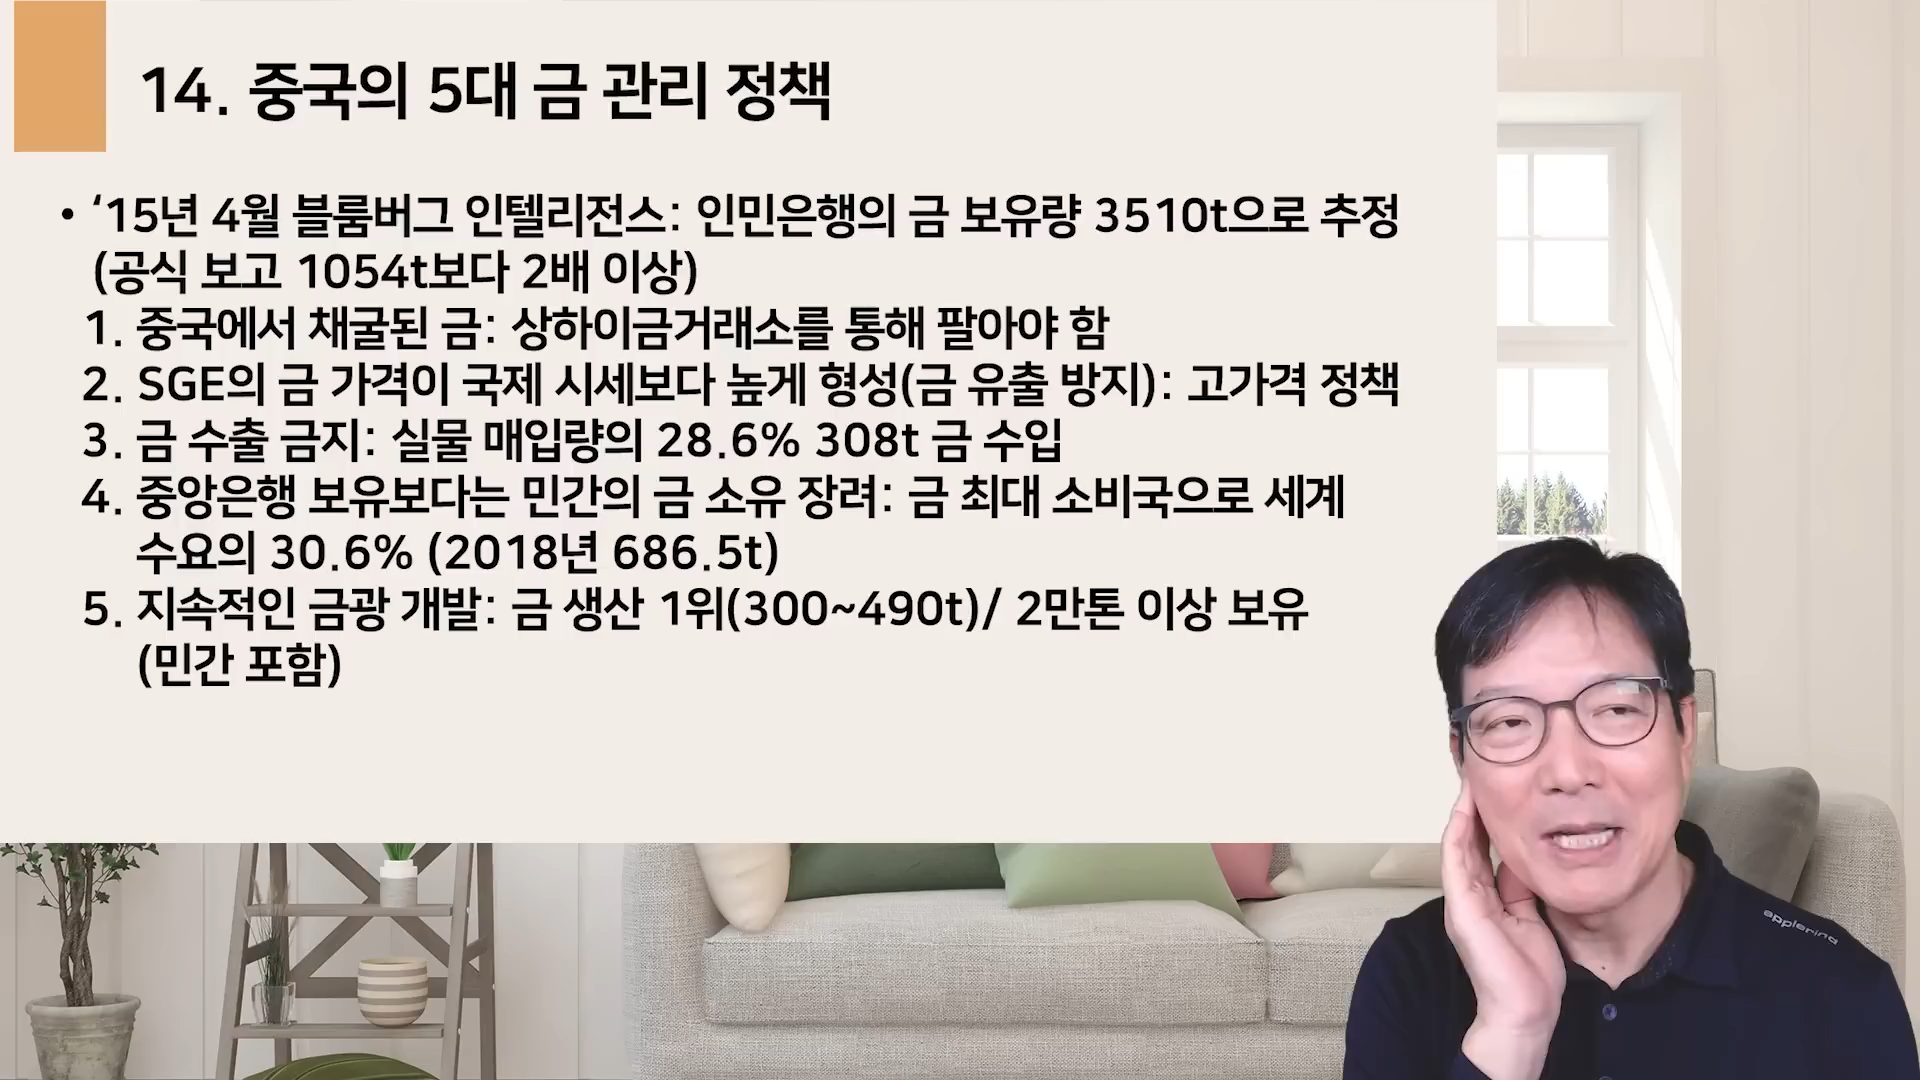 14. 중국의 5대 금 관리 정책
• ‘15년 4월 블룸버그 인텔리전스: 인민은행의 금 보유량 3510t으로 추정
(공식 보고 1054t보다 2배 이상)
1. 중국에서 채굴된 금: 상하이금거래소를 통해 팔아야 함
2. SGE의 금 가격이 국제 시세보다 높게 형성(금 유출 방지): 고가격 정책
3. 금 수출 금지: 실물 매입량의 28.6% 308t 금 수입
4. 중앙은행 보유보다는 민간의 금 소유 장려: 금 최대 소비국으로 세계
수요의 30.6% (2018년 686.5t)
5. 지속적인 금광 개발: 금 생산 1위(300~490t)/ 2만톤 이상 보유
(민간 포함)
applering